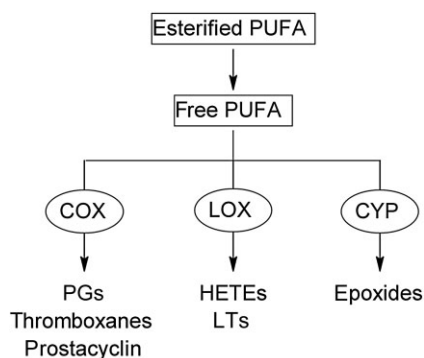 Esterified PUFA
Free PUFA
COX
LOX
CYP
PGs
Thromboxanes
Prostacyclin
HETEs
LTs
Epoxides